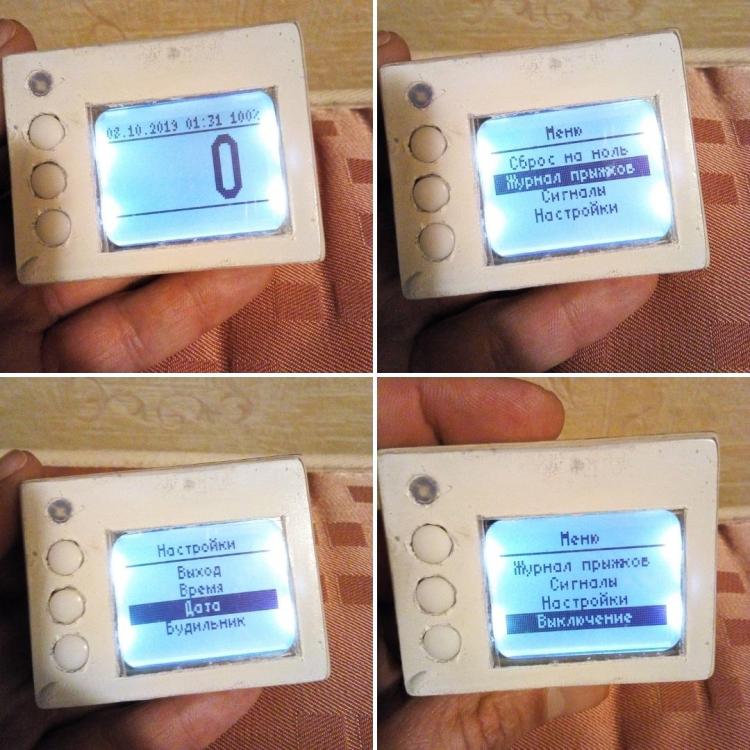 08.10.2019 01:31 100%
0
Меню
Сброс на ноль
Журнал прыжков
Сигналы
Настройки
Настройки
Выход
Время
Дата
Будильник
Меню
Журнал прыжков
Сигналы
Настройки
Выключение